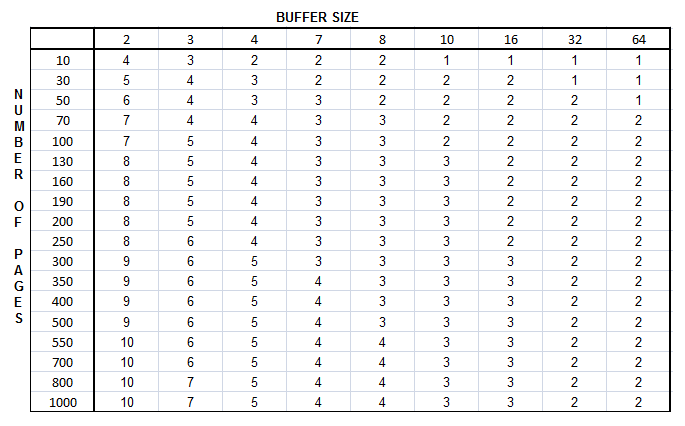 BUFFER SIZE
2 3 4 7 8 10 16 32 64
10 4 3 2 2 2 1 1 1 1
30 5 4 3 2 2 2 2 1 1
50 6 4 3 3 2 2 2 2 1
70 7 4 4 3 3 2 2 2 2
100 7 5 4 3 3 2 2 2 2
130 8 5 4 3 3 3 2 2 2
160 8 5 4 3 3 3 2 2 2
190 8 5 4 3 3 3 2 2 2
200 8 5 4 3 3 3 2 2 2
250 8 6 4 3 3 3 2 2 2
300 9 6 5 3 3 3 3 2 2
350 9 6 5 4 3 3 3 2 2
400 9 6 5 4 3 3 3 2 2
500 9 6 5 4 3 3 3 2 2
550 10 6 5 4 4 3 3 2 2
700 10 6 5 4 4 3 3 2 2
800 10 7 5 4 4 3 3 2 2
1000 10 7 5 4 4 3 3 2 2
NUMBER OF PAGES